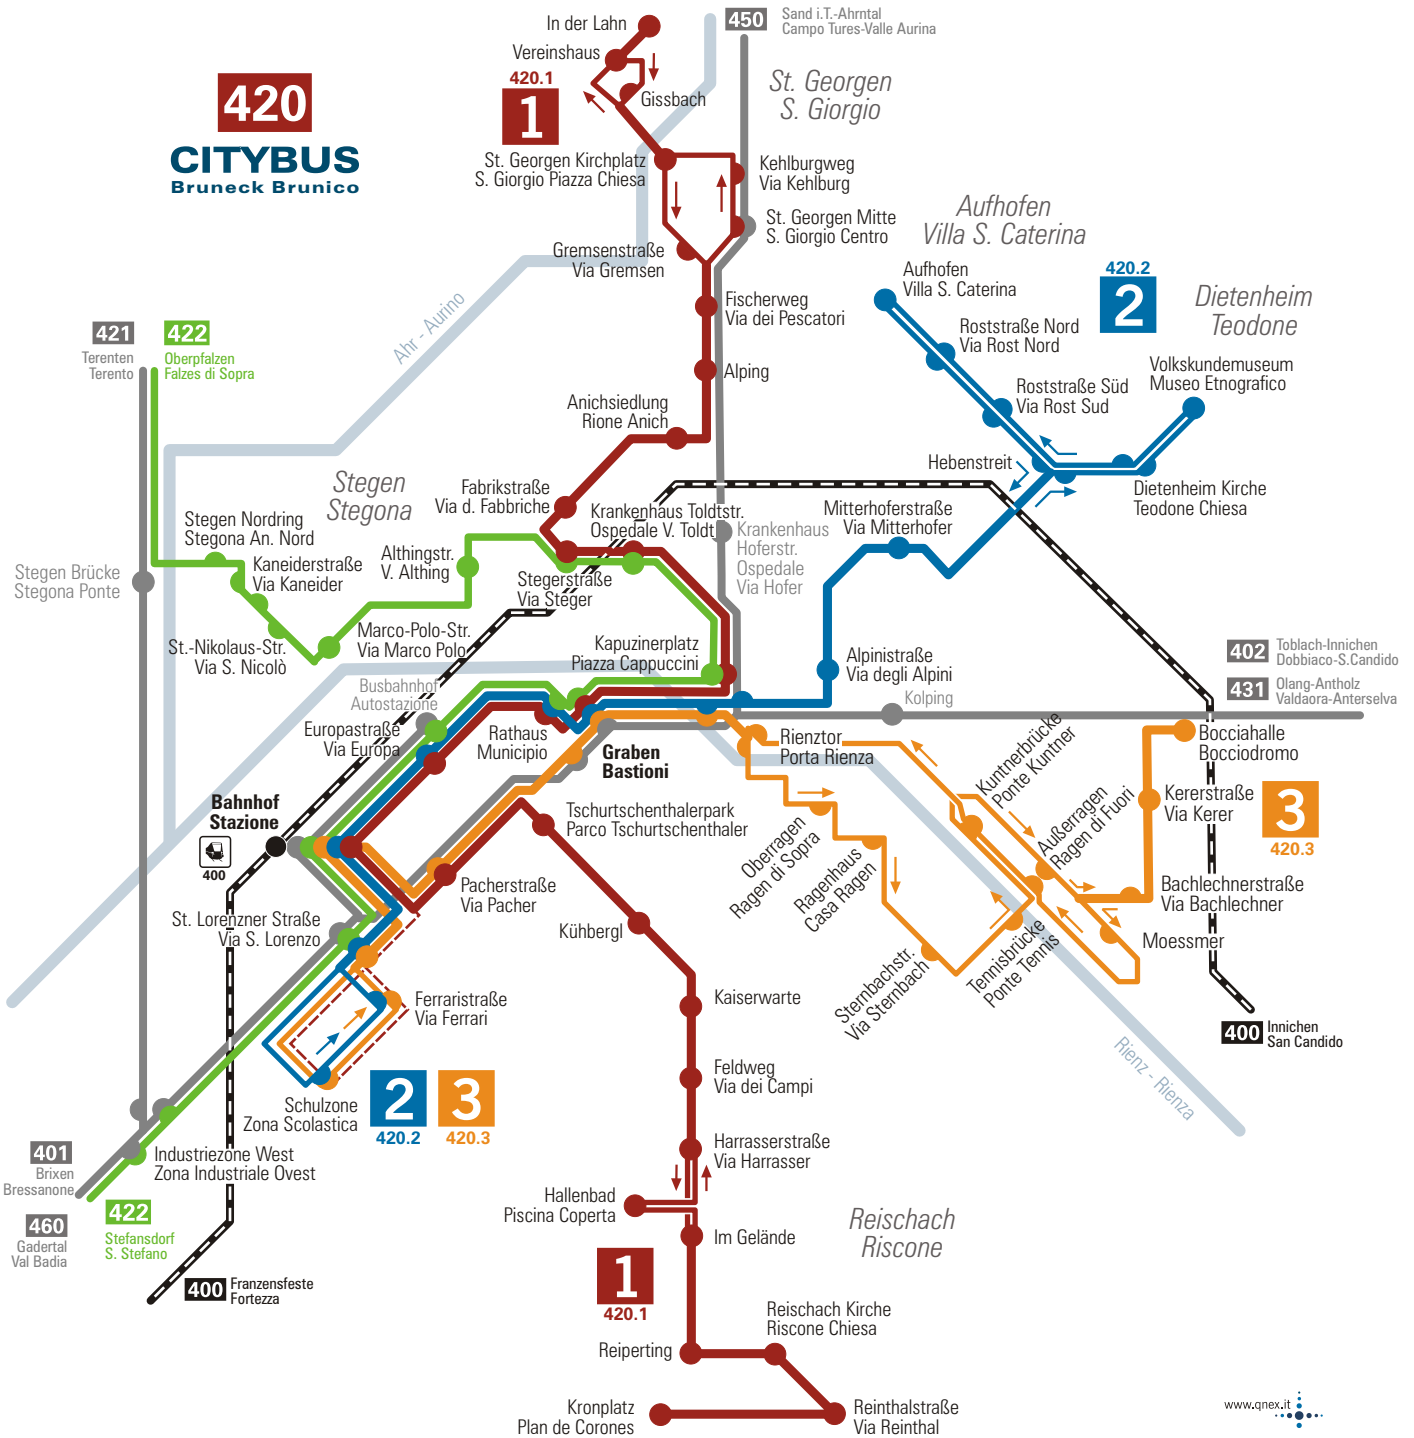 In der Lahn
450
Sand i.T.-Ahrntal
Campo Tures-Valle Aurina
Vereinshaus
420.1
1
Gissbach
St. Georgen
S. Giorgio
420
CITYBUS
Bruneck Brunico
St. Georgen Kirchplatz
S. Giorgio Piazza Chiesa
Kehlburgweg
Via Kehlburg
St. Georgen Mitte
S. Giorgio Centro
Gremsenstraße
Via Gremsen
Aufhofen
Villa S. Caterina
Aufhofen
Villa S. Caterina
420.2
2
Dietenheim
Teodone
Fischerweg
Via dei Pescatori
Ahr - Aurino
421
Terenten
Terento
422
Oberpfalzen
Falzes di Sopra
Roststraße Nord
Via Rost Nord
Volkskundemuseum
Museo Etnografico
Alping
Roststraße Süd
Via Rost Sud
Anichsiedlung
Rione Anich
Hebenstreit
Dietenheim Kirche
Teodone Chiesa
Stegen
Stegona
Fabrikstraße
Via d. Fabbriche
Krankenhaus Toldtstr.
Ospedale V. Toldt
Mitterhoferstraße
Via Mitterhofer
Stegen Nordring
Stegona An. Nord
Krankenhaus
Hoferstr.
Ospedale
Via Hofer
Althingstr.
V. Althing
Kaneiderstraße
Via Kaneider
Stegen Brücke
Stegona Ponte
Stegerstraße
Via Steger
Marco-Polo-Str.
Via Marco Polo
St.-Nikolaus-Str.
Via S. Nicolò
Kapuzinerplatz
Piazza Cappuccini
Alpinistraße
Via degli Alpini
402
Toblach-Innichen
Dobbiaco-S.Candido
431
Olang-Antholz
Valdaora-Anterselva
Busbahnhof
Autostazione
Kolping
Europastraße
Via Europa
Rathaus
Municipio
Graben
Bastioni
Rienztor
Porta Rienza
Kuntnerbrücke
Ponte Kuntner
Bocciahalle
Bocciodromo
Bahnhof
Stazione
400
Tschurtschenthalerpark
Parco Tschurtschenthaler
Oberragen
Ragen di Sopra
Ragenhaus
Casa Ragen
Außerragen
Ragen di Fuori
Kererstraße
Via Kerer
3
420.3
Pacherstraße
Via Pacher
Bachlechnerstraße
Via Bachlechner
St. Lorenzner Straße
Via S. Lorenzo
Kühbergl
Sternbachstr.
Via Sternbach
Tennisbrücke
Ponte Tennis
Moessmer
Ferraristraße
Via Ferrari
Kaiserwarte
400
Innichen
San Candido
Rienz - Rienza
Feldweg
Via dei Campi
Schulzone
Zona Scolastica
2
420.2
3
420.3
Harrasserstraße
Via Harrasser
401
Brixen
Bressanone
Industriezone West
Zona Industriale Ovest
Hallenbad
Piscina Coperta
460
Gadertal
Val Badia
422
Stefansdorf
S. Stefano
Im Gelände
Reischach
Riscone
400
Franzensfeste
Fortezza
1
420.1
Reischach Kirche
Riscone Chiesa
Reiperting
Kronplatz
Plan de Corones
Reinthalstraße
Via Reinthal
www.qnex.it